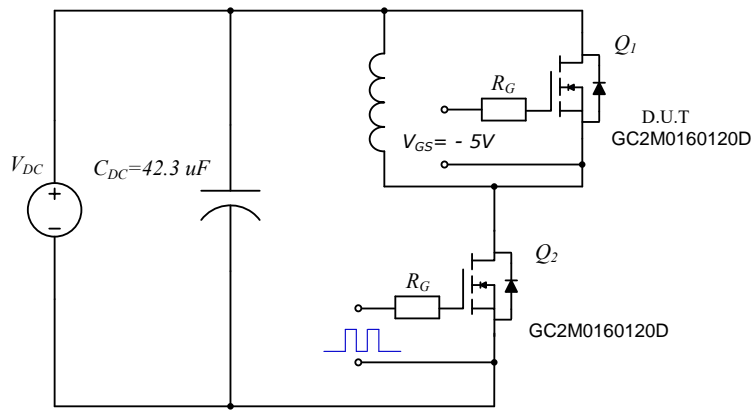 Q1
RG
D.U.T
VGS= - 5V
GC2M0160120D
VDC
CDC=42.3 uF
+
−
Q2
RG
GC2M0160120D